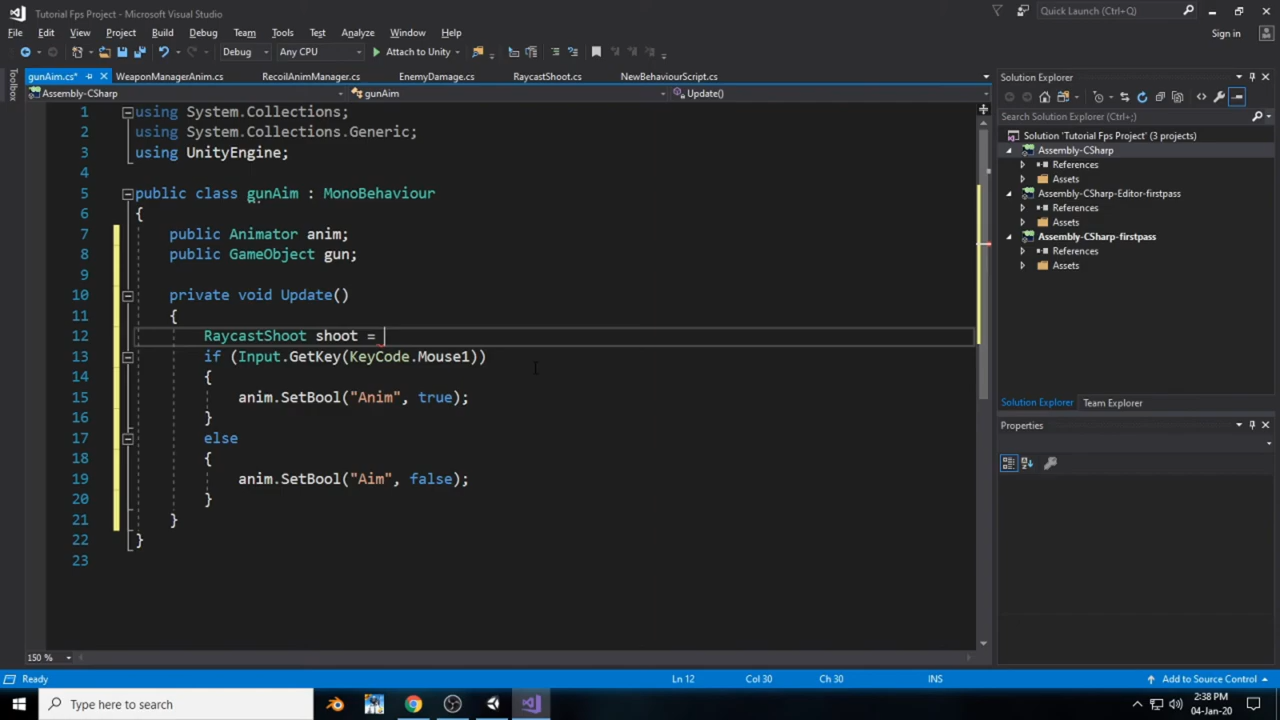 Tutorial Fps Project - Microsoft Visual Studio
Quick Launch (Ctrl+Q)
File Edit View Project Build Debug Team Tools Test Analyze Window Help
Sign in
Debug Any CPU Attach to Unity
Toolbox
gunAim.cs* WeaponManagerAnim.cs RecoilAnimManager.cs EnemyDamage.cs RaycastShoot.cs NewBehaviourScript.cs
Assembly-CSharp gunAim Update()
1 using System.Collections;
2 using System.Collections.Generic;
3 using UnityEngine;
4
5 public class gunAim : MonoBehaviour
6 {
7 public Animator anim;
8 public GameObject gun;
9
10 private void Update()
11 {
12 RaycastShoot shoot =
13 if (Input.GetKey(KeyCode.Mouse1))
14 {
15 anim.SetBool("Anim", true);
16 }
17 else
18 {
19 anim.SetBool("Aim", false);
20 }
21 }
22 }
23
150 %
Solution Explorer
Search Solution Explorer (Ctrl+;)
Solution 'Tutorial Fps Project' (3 projects)
Assembly-CSharp
References
Assets
Assembly-CSharp-Editor-firstpass
References
Assets
Assembly-CSharp-firstpass
References
Assets
Solution Explorer Team Explorer
Properties
Ready Ln 12 Col 30 Ch 30 INS Add to Source Control
Type here to search
2:38 PM
04-Jan-20